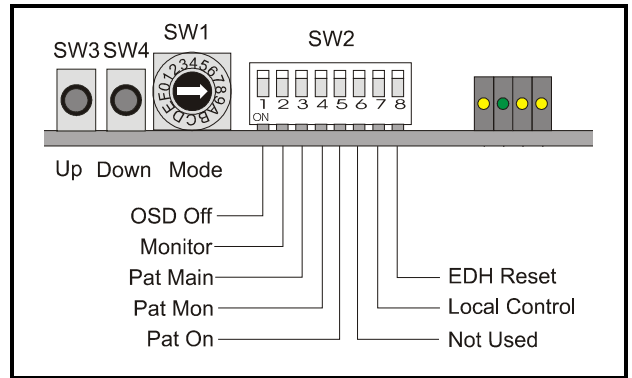 SW3 SW4 SW1 SW2
0123456789ABCDEF
1 2 3 4 5 6 7 8
ON
Up Down Mode
OSD Off
Monitor
Pat Main
Pat Mon
Pat On
EDH Reset
Local Control
Not Used